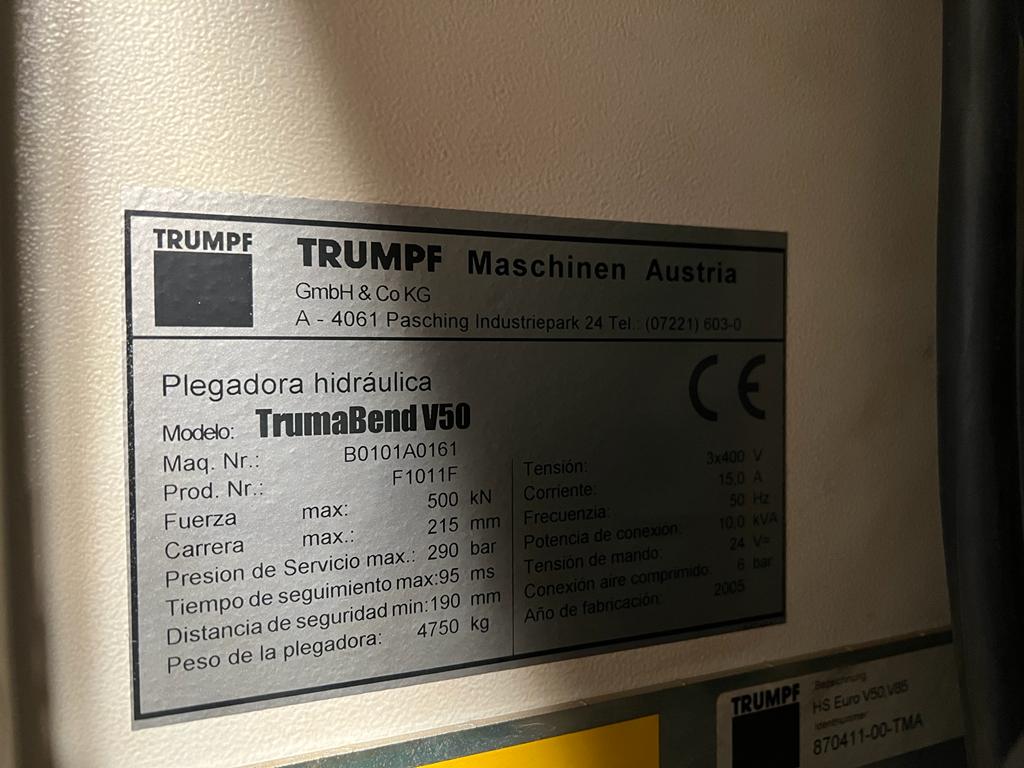 TRUMPF
TRUMPF Maschinen Austria
GmbH & Co KG
A - 4061 Pasching Industriepark 24 Tel.: (07221) 603-0
Plegadora hidráulica
CE
Modelo: TrumaBend V50
Maq. Nr.: B0101A0161
Prod. Nr.: F1011F
Fuerza max: 500 kN
Carrera max.: 215 mm
Presion de Servicio max.: 290 bar
Tiempo de seguimiento max:95 ms
Distancia de seguridad min:190 mm
Peso de la plegadora: 4750 kg
Tensión: 3x400 V
Corriente: 15,0 A
Frecuenzia: 50 Hz
Potencia de conexión: 10,0 kVA
Tensión de mando: 24 V=
Conexión aire comprimido: 6 bar
Año de fabricación: 2005
TRUMPF
Bezeichnung
HS Euro V50,V85
Identnummer
870411-00-TMA